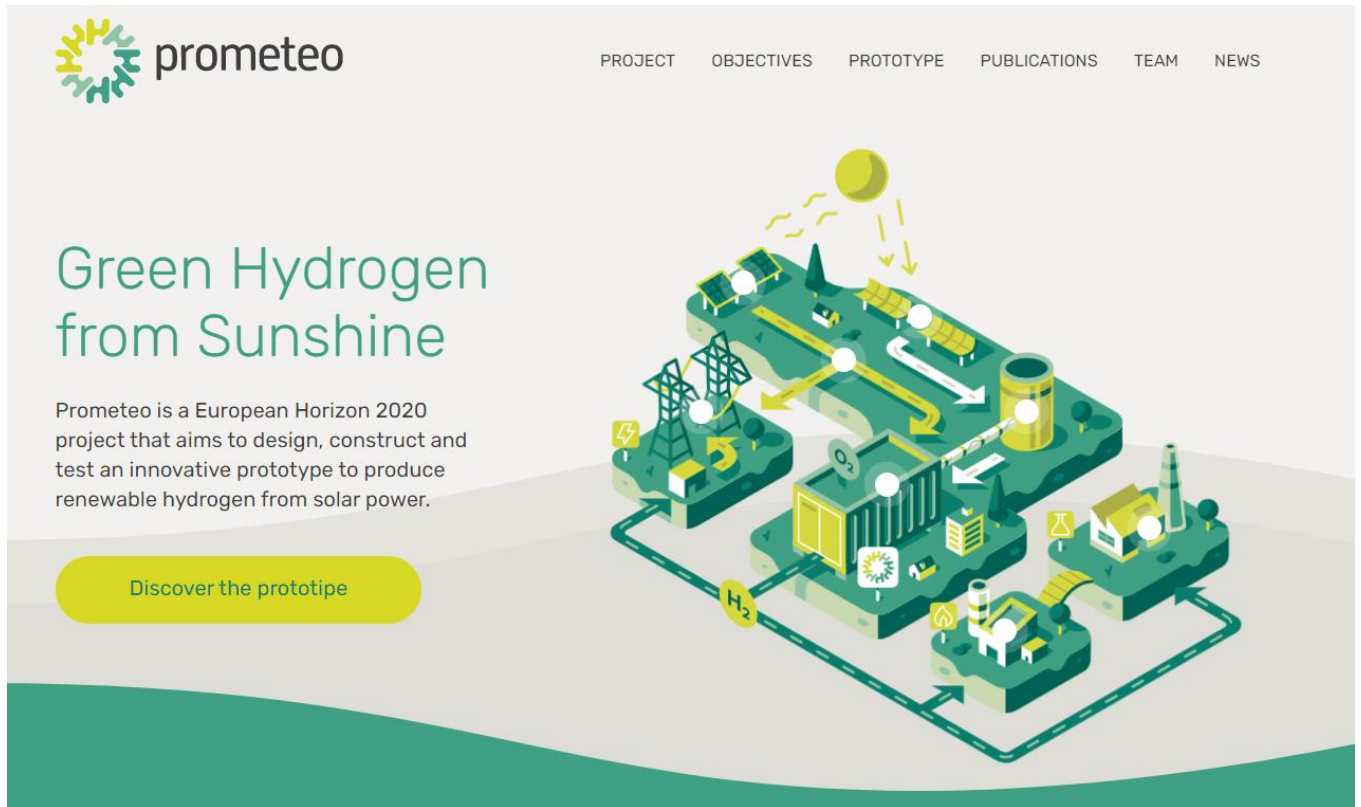 prometeo
PROJECT OBJECTIVES PROTOTYPE PUBLICATIONS TEAM NEWS
Green Hydrogen
from Sunshine
Prometeo is a European Horizon 2020
project that aims to design, construct and
test an innovative prototype to produce
renewable hydrogen from solar power.
Discover the prototipe
O2
H2